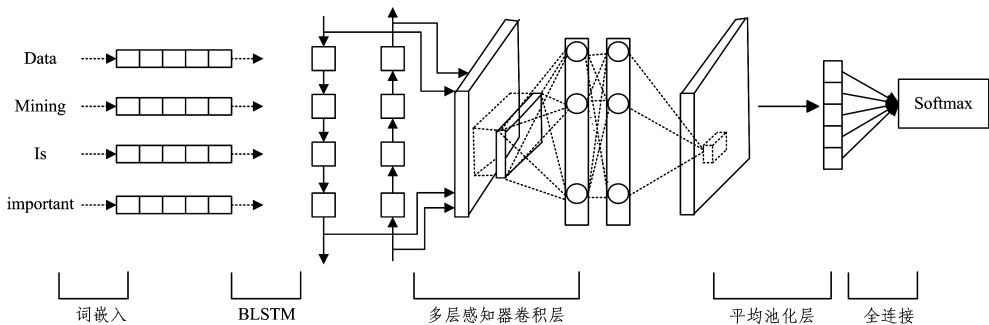 Data
Mining
Is
important
Softmax
词嵌入
BLSTM
多层感知器卷积层
平均池化层
全连接